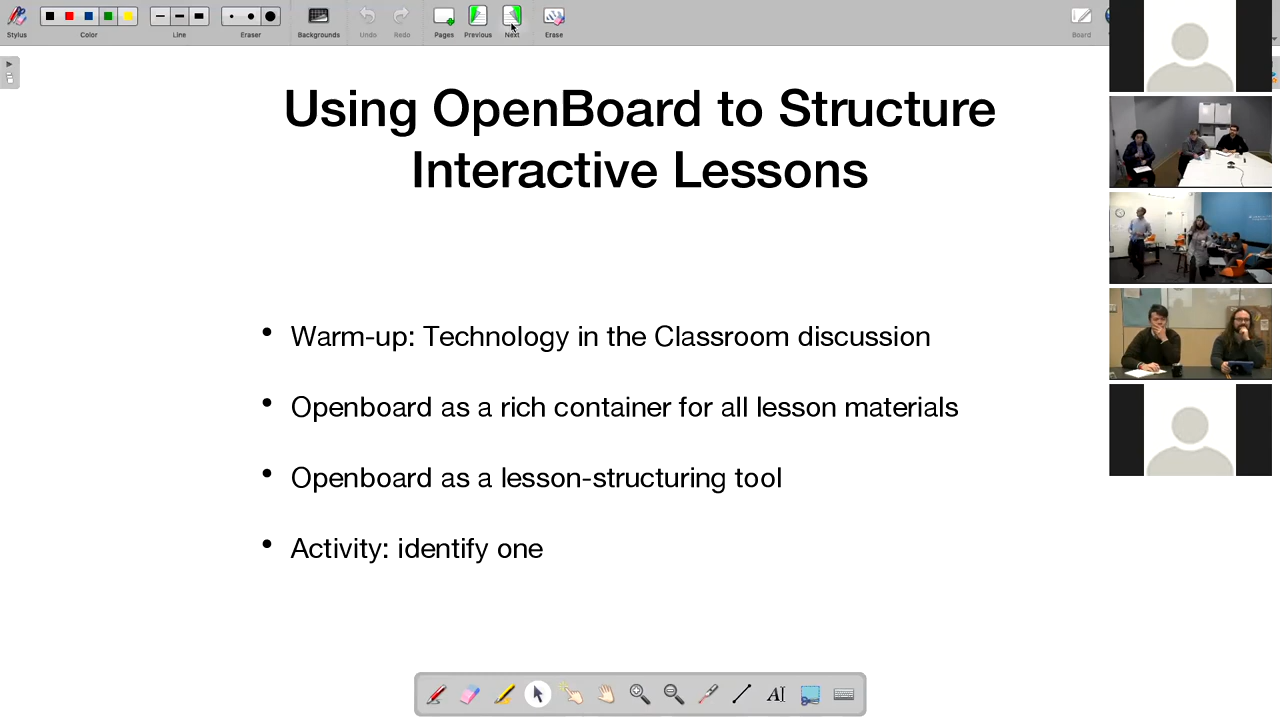 Stylus
Color
Line
Eraser
Backgrounds
Undo
Redo
Pages
Previous
Next
Erase
Board
Using OpenBoard to Structure
Interactive Lessons
• Warm-up: Technology in the Classroom discussion
• Openboard as a rich container for all lesson materials
• Openboard as a lesson-structuring tool
• Activity: identify one
AI